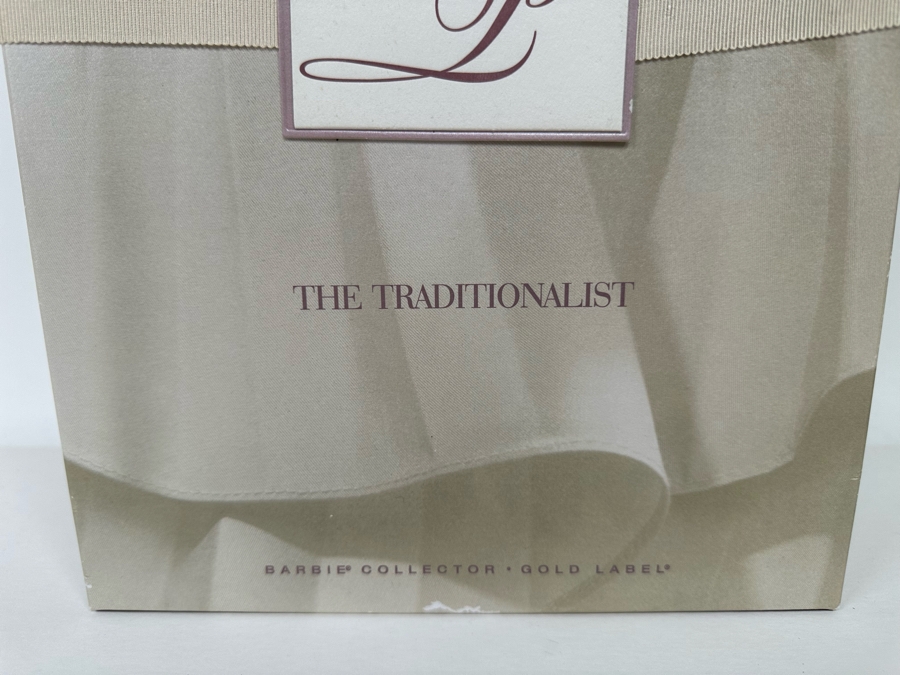 THE TRADITIONALIST
BARBIE® COLLECTOR • GOLD LABEL®